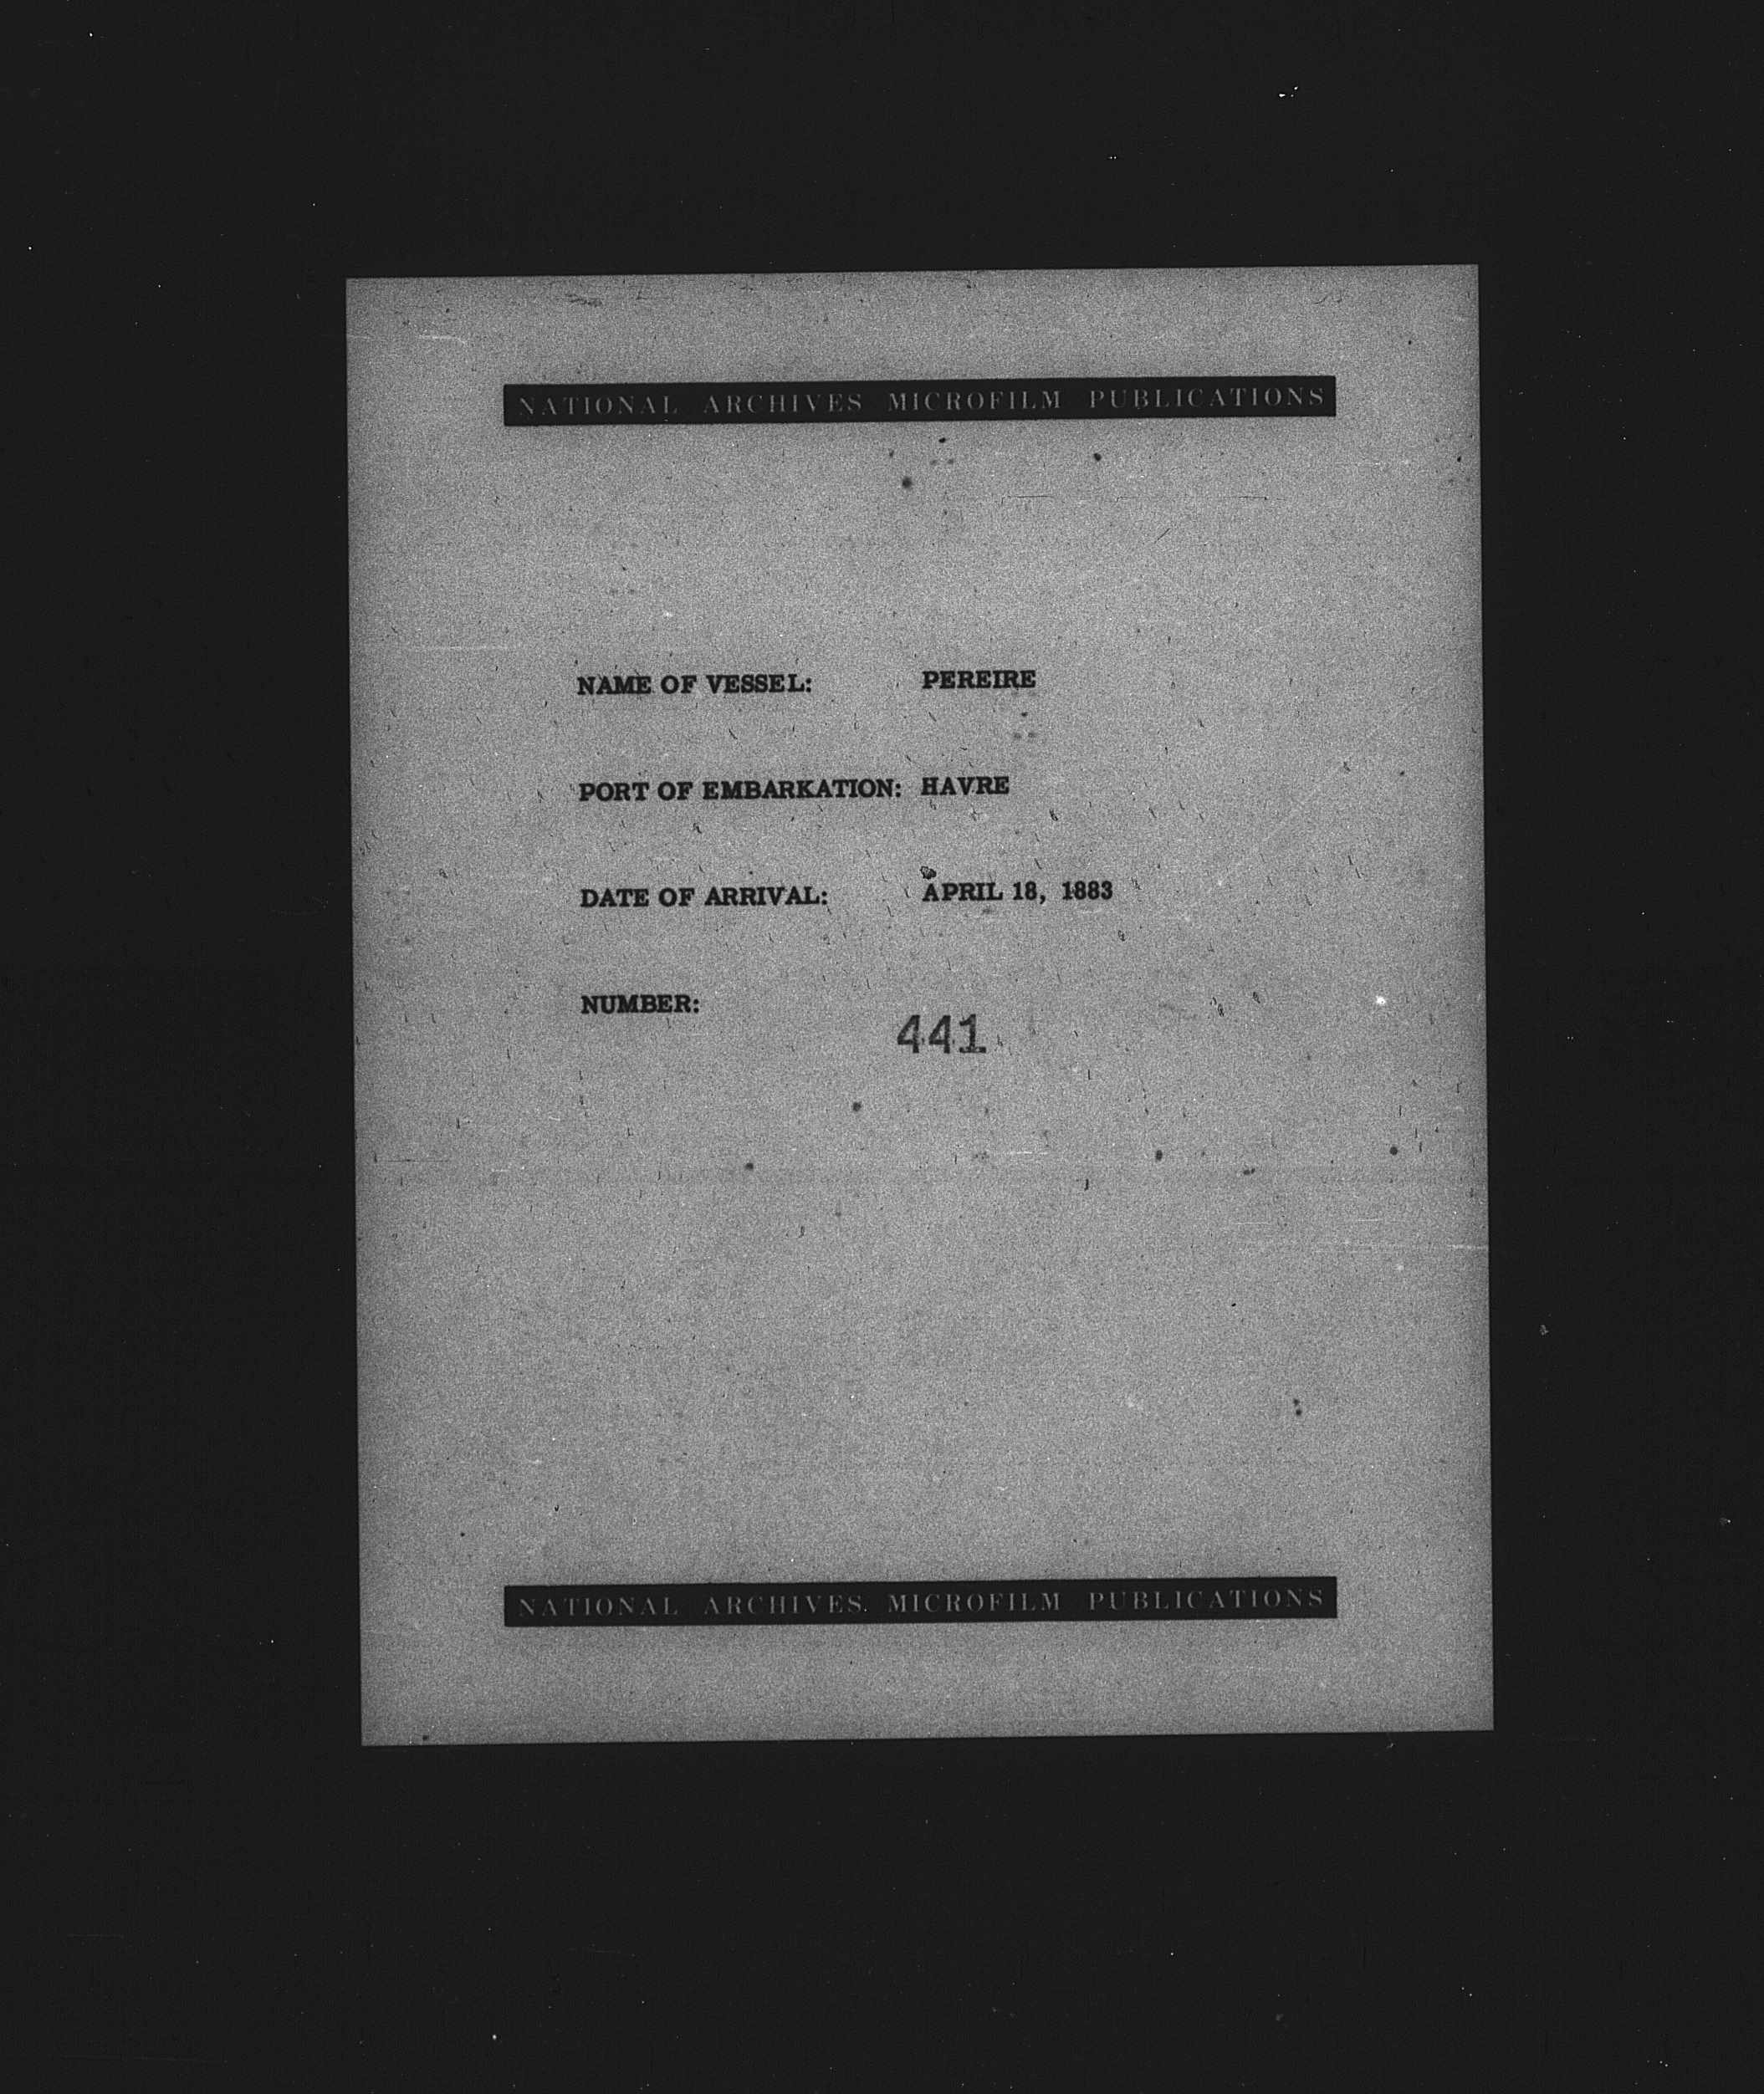 NATIONAL ARCHIVES MICROFILM PUBLICATIONS
NAME OF VESSEL: PEREIRE
PORT OF EMBARKATION: HAVRE
DATE OF ARRIVAL: APRIL 18, 1883
NUMBER:
441
NATIONAL ARCHIVES MICROFILM PUBLICATIONS